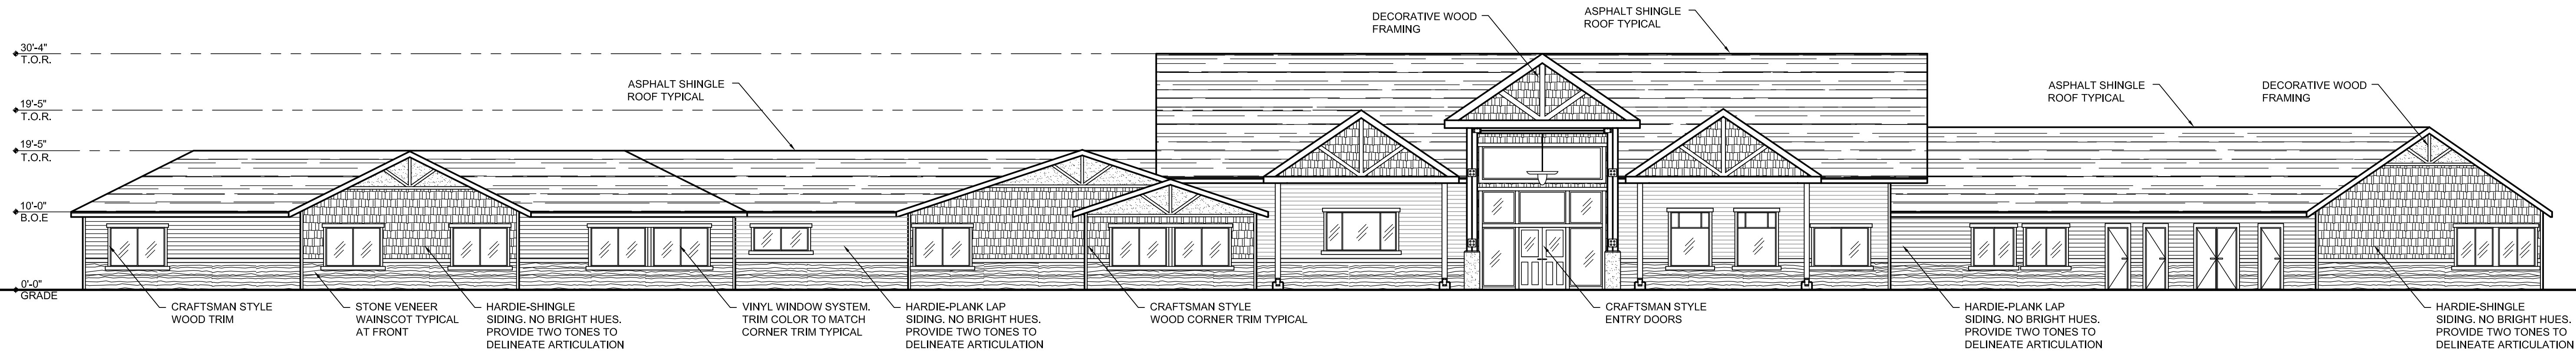 DECORATIVE WOOD
FRAMING
ASPHALT SHINGLE
ROOF TYPICAL
30'-4"
T.O.R.
ASPHALT SHINGLE
ROOF TYPICAL
ASPHALT SHINGLE
ROOF TYPICAL
DECORATIVE WOOD
FRAMING
19'-5"
T.O.R.
19'-5"
T.O.R.
10'-0"
B.O.E
0'-0"
GRADE
CRAFTSMAN STYLE
WOOD TRIM
STONE VENEER
WAINSCOT TYPICAL
AT FRONT
HARDIE-SHINGLE
SIDING. NO BRIGHT HUES.
PROVIDE TWO TONES TO
DELINEATE ARTICULATION
VINYL WINDOW SYSTEM.
TRIM COLOR TO MATCH
CORNER TRIM TYPICAL
HARDIE-PLANK LAP
SIDING. NO BRIGHT HUES.
PROVIDE TWO TONES TO
DELINEATE ARTICULATION
CRAFTSMAN STYLE
WOOD CORNER TRIM TYPICAL
CRAFTSMAN STYLE
ENTRY DOORS
HARDIE-PLANK LAP
SIDING. NO BRIGHT HUES.
PROVIDE TWO TONES TO
DELINEATE ARTICULATION
HARDIE-SHINGLE
SIDING. NO BRIGHT HUES.
PROVIDE TWO TONES TO
DELINEATE ARTICULATION